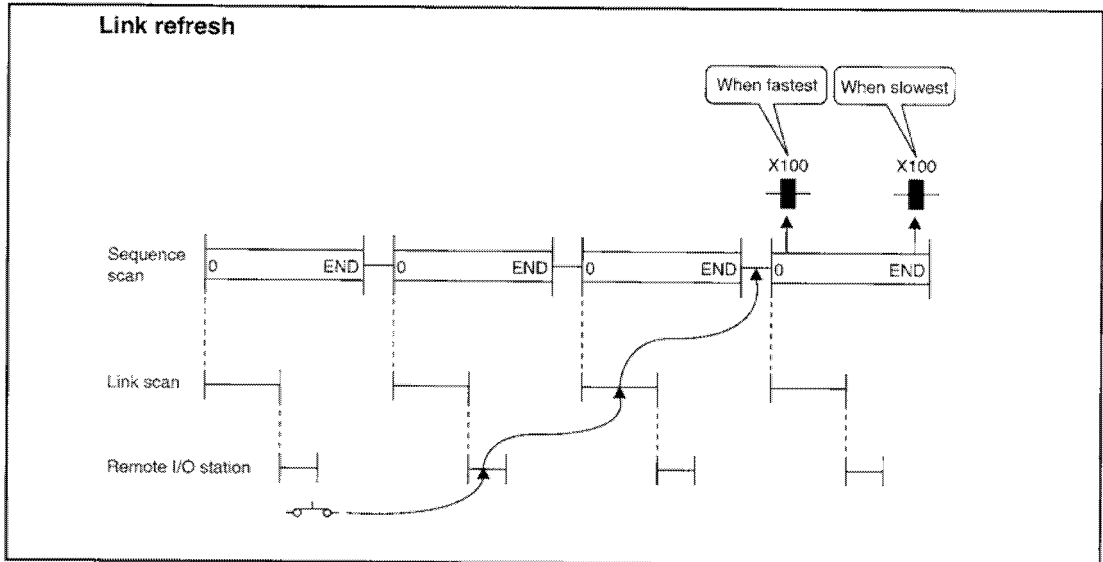 Link refresh
When fastest When slowest
X100 X100
Sequence scan
0 END 0 END 0 END 0 END
Link scan
Remote I/O station